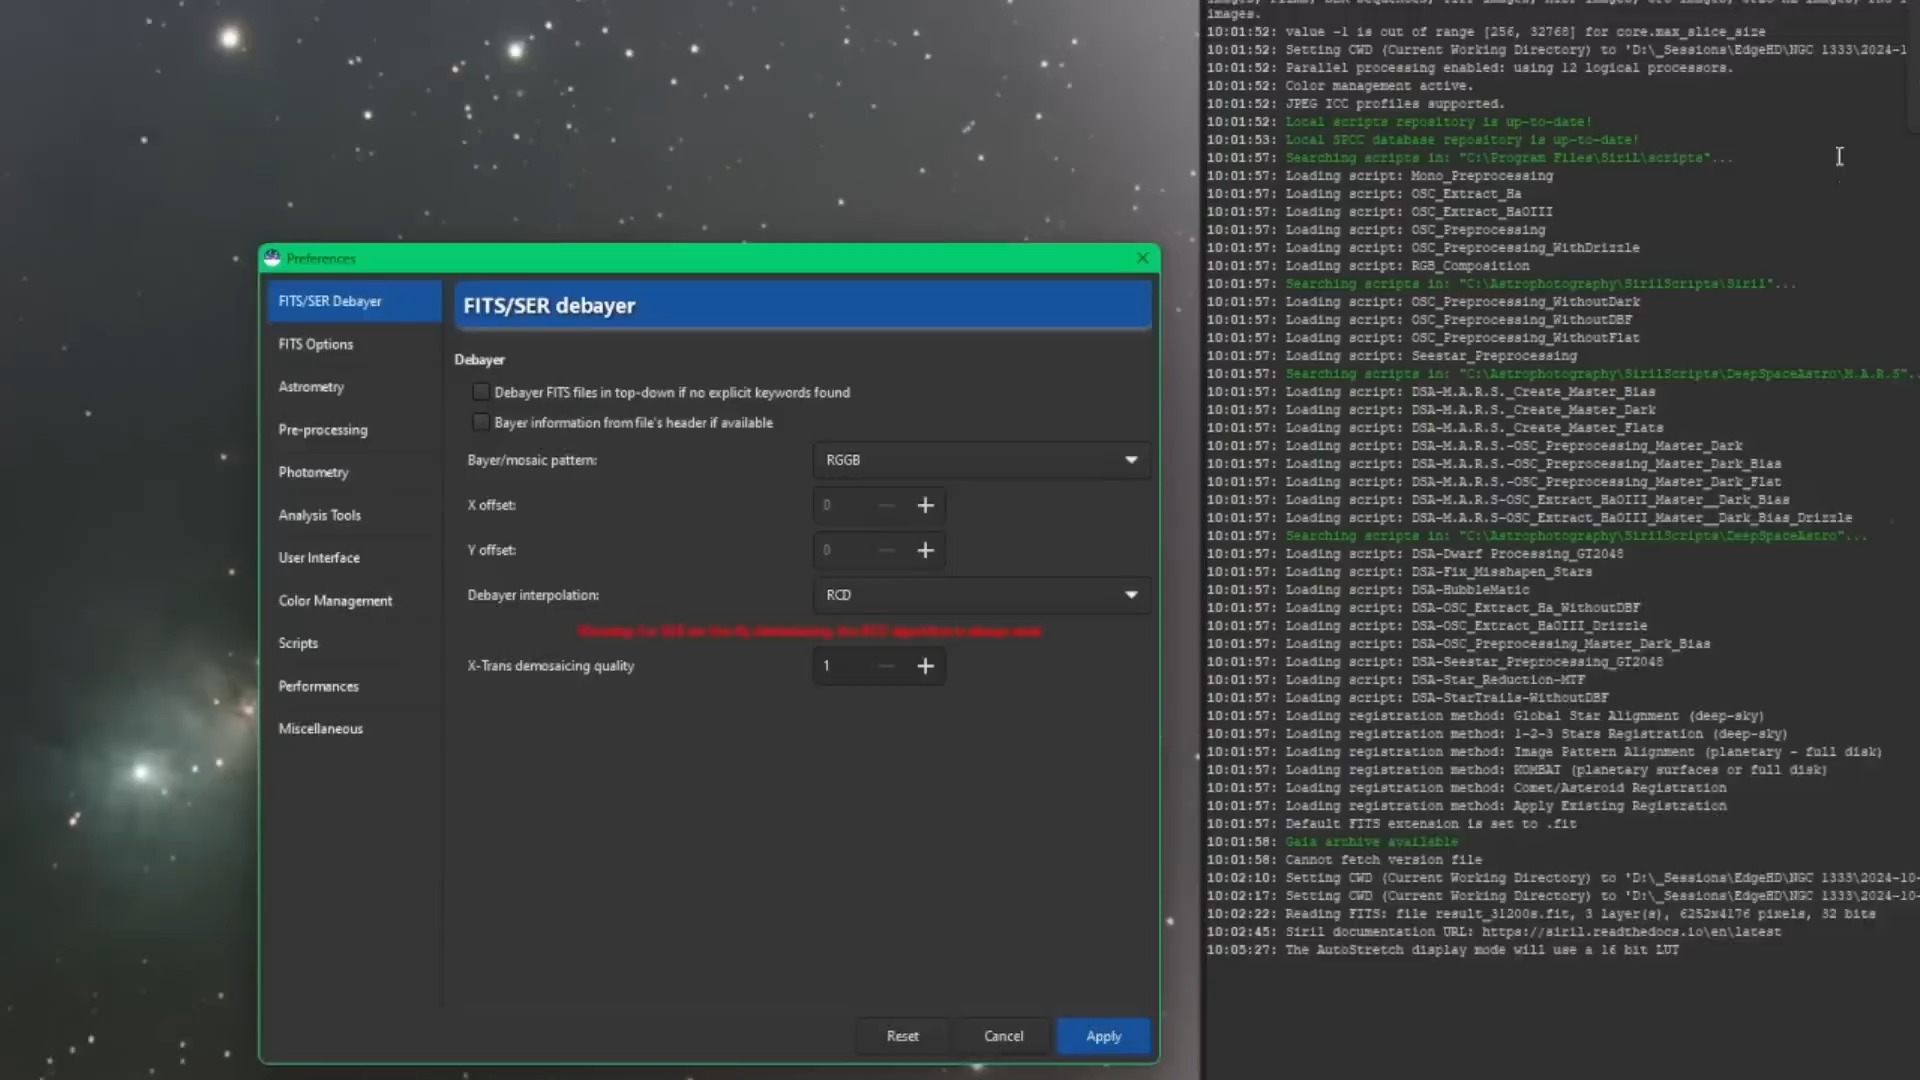 Preferences
FITS/SER Debayer
FITS Options
Astrometry
Pre-processing
Photometry
Analysis Tools
User Interface
Color Management
Scripts
Performances
Miscellaneous
FITS/SER debayer
Debayer
Debayer FITS files in top-down if no explicit keywords found
Bayer information from file's header if available
Bayer/mosaic pattern: RGGB
X offset: 0
Y offset: 0
Debayer interpolation: RCD
X-Trans demosaicing quality 1
Reset Cancel Apply
images.
10:01:52: value -1 is out of range [256, 32768] for core.max_slice_size
10:01:52: Setting CWD (Current Working Directory) to 'D:\_Sessions\EdgeHD\NGC 1333\2024-1
10:01:52: Parallel processing enabled: using 12 logical processors.
10:01:52: Color management active.
10:01:52: JPEG ICC profiles supported.
10:01:52: Local scripts repository is up-to-date!
10:01:53: Local SPCC database repository is up-to-date!
10:01:57: Searching scripts in: "C:\Program Files\Siril\scripts"...
10:01:57: Loading script: Mono_Preprocessing
10:01:57: Loading script: OSC_Extract_Ha
10:01:57: Loading script: OSC_Extract_HaOIII
10:01:57: Loading script: OSC_Preprocessing
10:01:57: Loading script: OSC_Preprocessing_WithDrizzle
10:01:57: Loading script: RGB_Composition
10:01:57: Searching scripts in: "C:\Astrophotography\SirilScripts\Siril"...
10:01:57: Loading script: OSC_Preprocessing_WithoutDark
10:01:57: Loading script: OSC_Preprocessing_WithoutDBF
10:01:57: Loading script: OSC_Preprocessing_WithoutFlat
10:01:57: Loading script: Seestar_Preprocessing
10:01:57: Searching scripts in: "C:\Astrophotography\SirilScripts\DeepSpaceAstro\M.A.R.S"..
10:01:57: Loading script: DSA-M.A.R.S._Create_Master_Bias
10:01:57: Loading script: DSA-M.A.R.S._Create_Master_Dark
10:01:57: Loading script: DSA-M.A.R.S._Create_Master_Flats
10:01:57: Loading script: DSA-M.A.R.S.-OSC_Preprocessing_Master_Dark
10:01:57: Loading script: DSA-M.A.R.S.-OSC_Preprocessing_Master_Dark_Bias
10:01:57: Loading script: DSA-M.A.R.S.-OSC_Preprocessing_Master_Dark_Flat
10:01:57: Loading script: DSA-M.A.R.S-OSC_Extract_HaOIII_Master__Dark_Bias
10:01:57: Loading script: DSA-M.A.R.S-OSC_Extract_HaOIII_Master__Dark_Bias_Drizzle
10:01:57: Searching scripts in: "C:\Astrophotography\SirilScripts\DeepSpaceAstro"...
10:01:57: Loading script: DSA-Dwarf Processing_GT2048
10:01:57: Loading script: DSA-Fix_Misshapen_Stars
10:01:57: Loading script: DSA-HubbleMatic
10:01:57: Loading script: DSA-OSC_Extract_Ha_WithoutDBF
10:01:57: Loading script: DSA-OSC_Extract_HaOIII_Drizzle
10:01:57: Loading script: DSA-OSC_Preprocessing_Master_Dark_Bias
10:01:57: Loading script: DSA-Seestar_Preprocessing_GT2048
10:01:57: Loading script: DSA-Star_Reduction-MTF
10:01:57: Loading script: DSA-StarTrails-WithoutDBF
10:01:57: Loading registration method: Global Star Alignment (deep-sky)
10:01:57: Loading registration method: 1-2-3 Stars Registration (deep-sky)
10:01:57: Loading registration method: Image Pattern Alignment (planetary - full disk)
10:01:57: Loading registration method: KOMBAT (planetary surfaces or full disk)
10:01:57: Loading registration method: Comet/Asteroid Registration
10:01:57: Loading registration method: Apply Existing Registration
10:01:57: Default FITS extension is set to .fit
10:01:58: Gaia archive available
10:01:58: Cannot fetch version file
10:02:10: Setting CWD (Current Working Directory) to 'D:\_Sessions\EdgeHD\NGC 1333\2024-10-
10:02:17: Setting CWD (Current Working Directory) to 'D:\_Sessions\EdgeHD\NGC 1333\2024-10-
10:02:22: Reading FITS: file result_31200s.fit, 3 layer(s), 6252x4176 pixels, 32 bits
10:02:45: Siril documentation URL: https://siril.readthedocs.io\en\latest
10:05:27: The AutoStretch display mode will use a 16 bit LUT